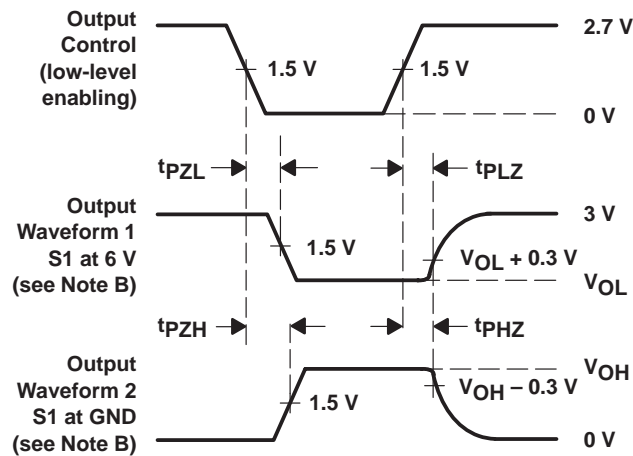 Output
Control
(low-level
enabling)
1.5 V
1.5 V
2.7 V
0 V
tPZL
tPLZ
Output
Waveform 1
S1 at 6 V
(see Note B)
1.5 V
3 V
VOL + 0.3 V
VOL
tPZH
tPHZ
Output
Waveform 2
S1 at GND
(see Note B)
1.5 V
VOH
VOH – 0.3 V
0 V